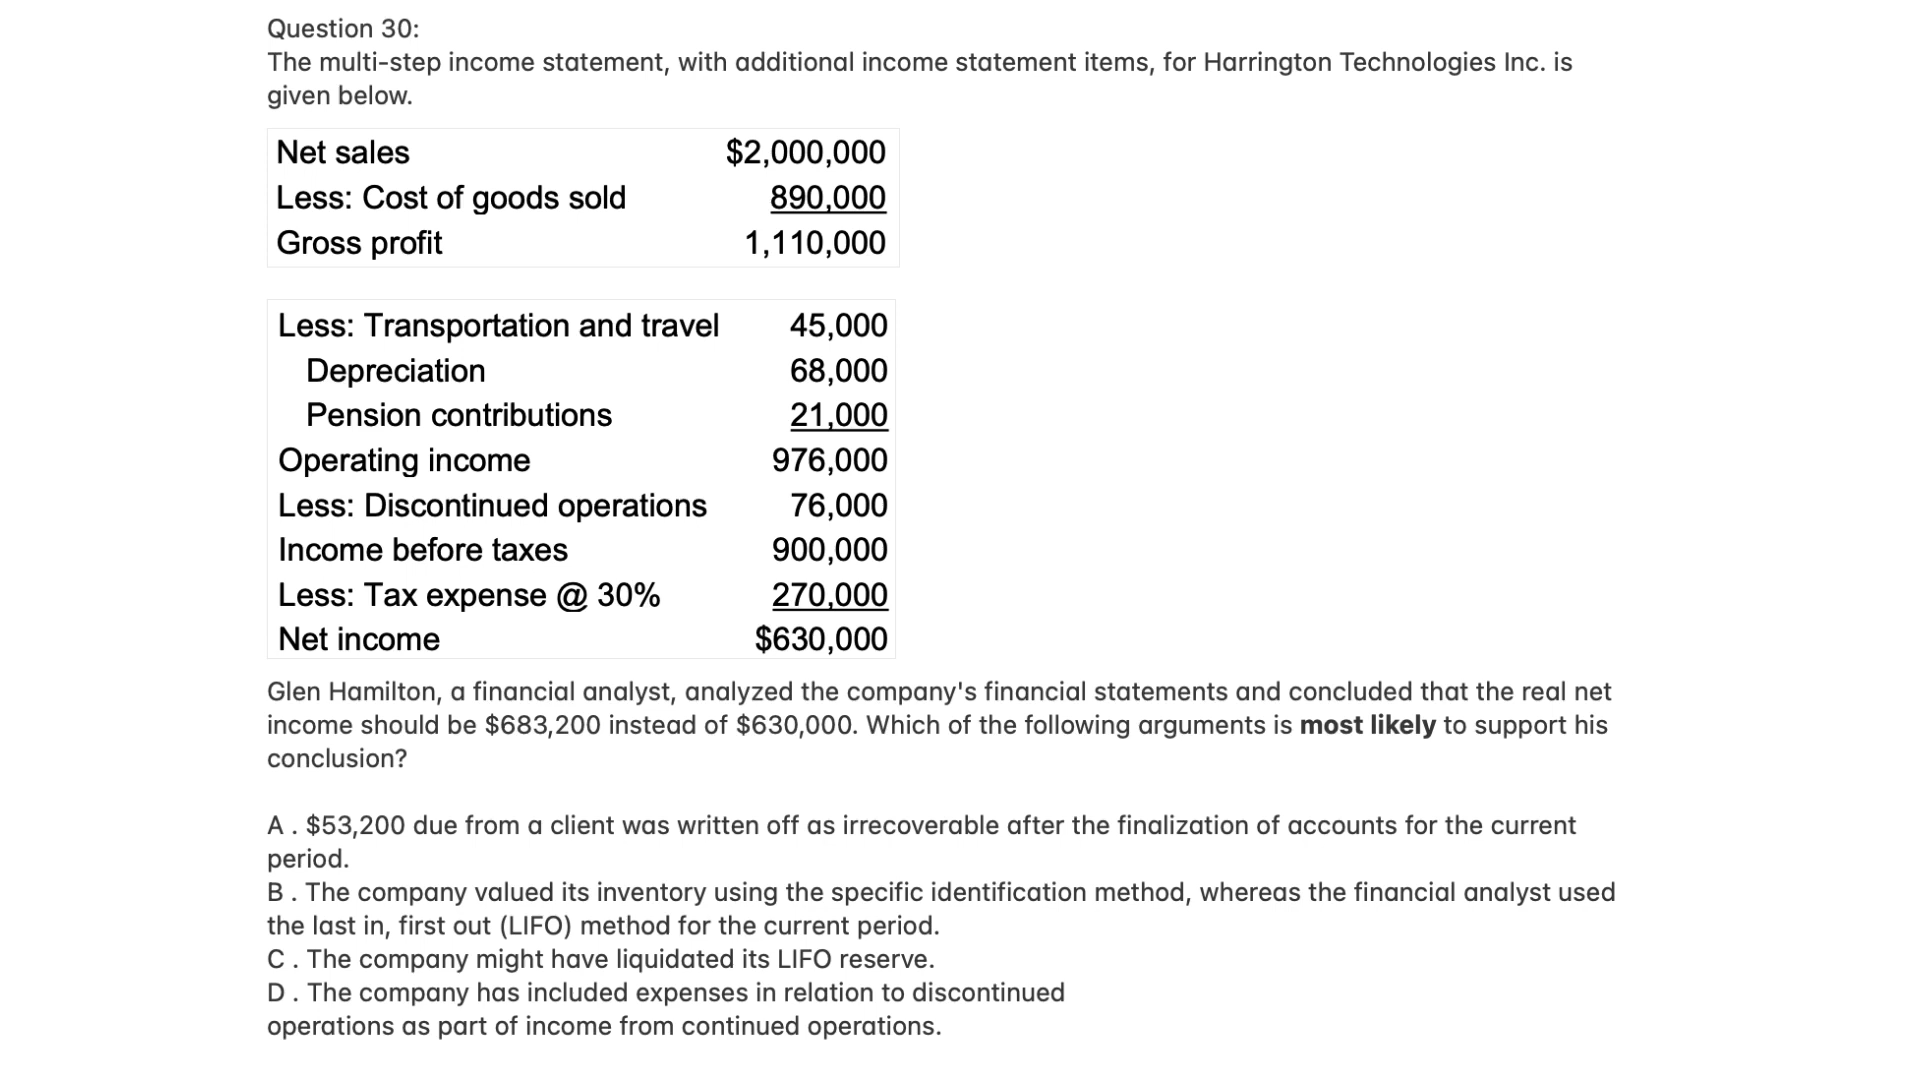 Question 30:
The multi-step income statement, with additional income statement items, for Harrington Technologies Inc. is
given below.
Net sales $2,000,000
Less: Cost of goods sold 890,000
Gross profit 1,110,000
Less: Transportation and travel 45,000
Depreciation 68,000
Pension contributions 21,000
Operating income 976,000
Less: Discontinued operations 76,000
Income before taxes 900,000
Less: Tax expense @ 30% 270,000
Net income $630,000
Glen Hamilton, a financial analyst, analyzed the company's financial statements and concluded that the real net
income should be $683,200 instead of $630,000. Which of the following arguments is most likely to support his
conclusion?
A . $53,200 due from a client was written off as irrecoverable after the finalization of accounts for the current
period.
B . The company valued its inventory using the specific identification method, whereas the financial analyst used
the last in, first out (LIFO) method for the current period.
C . The company might have liquidated its LIFO reserve.
D . The company has included expenses in relation to discontinued
operations as part of income from continued operations.